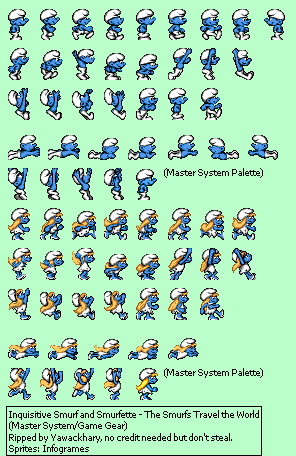 (Master System Palette)
(Master System Palette)
Inquisitive Smurf and Smurfette - The Smurfs Travel the World
(Master System/Game Gear)
Ripped by Yawackhary, no credit needed but don't steal.
Sprites: Infogrames